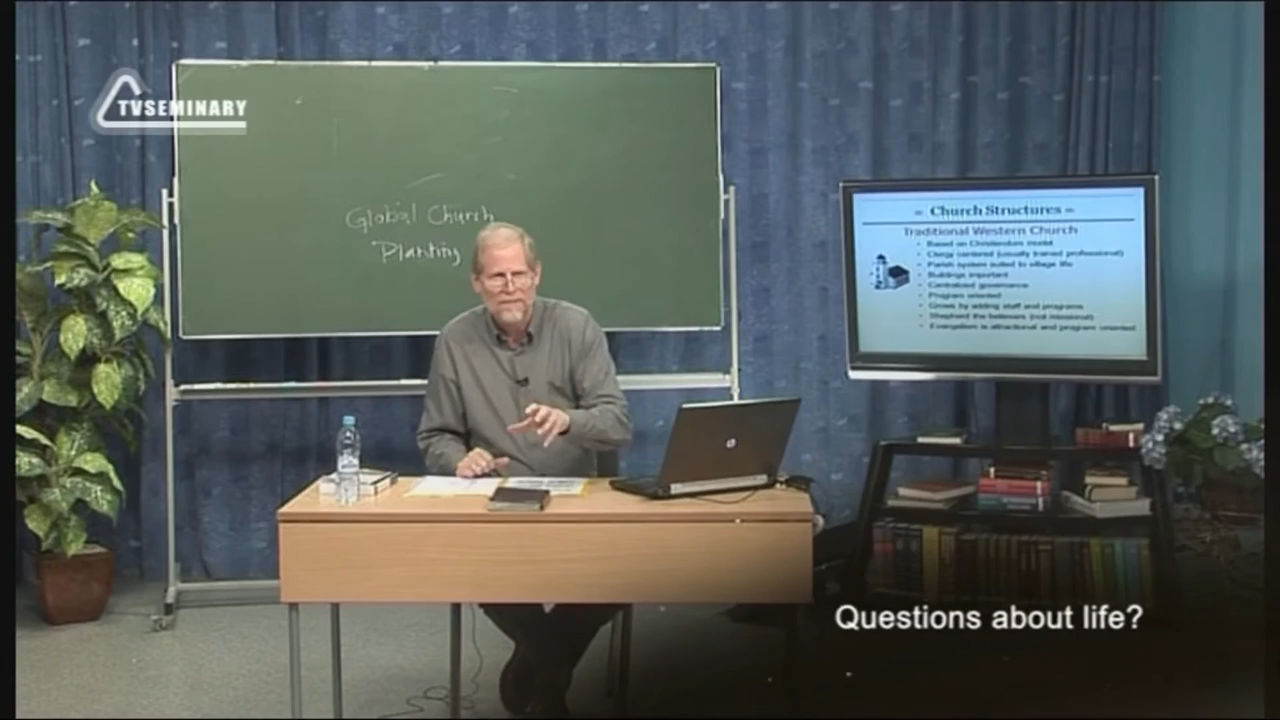 TVSEMINARY
Global Church
Planting
Church Structures
Traditional Western Church
• Based on Christendom model
• Clergy centered (usually trained professional)
• Parish system suited to village life
• Buildings important
• Centralized governance
• Program oriented
• Grows by adding staff and programs
• Shepherd the believers (not missional)
• Evangelism is attractional and program oriented
Questions about life?